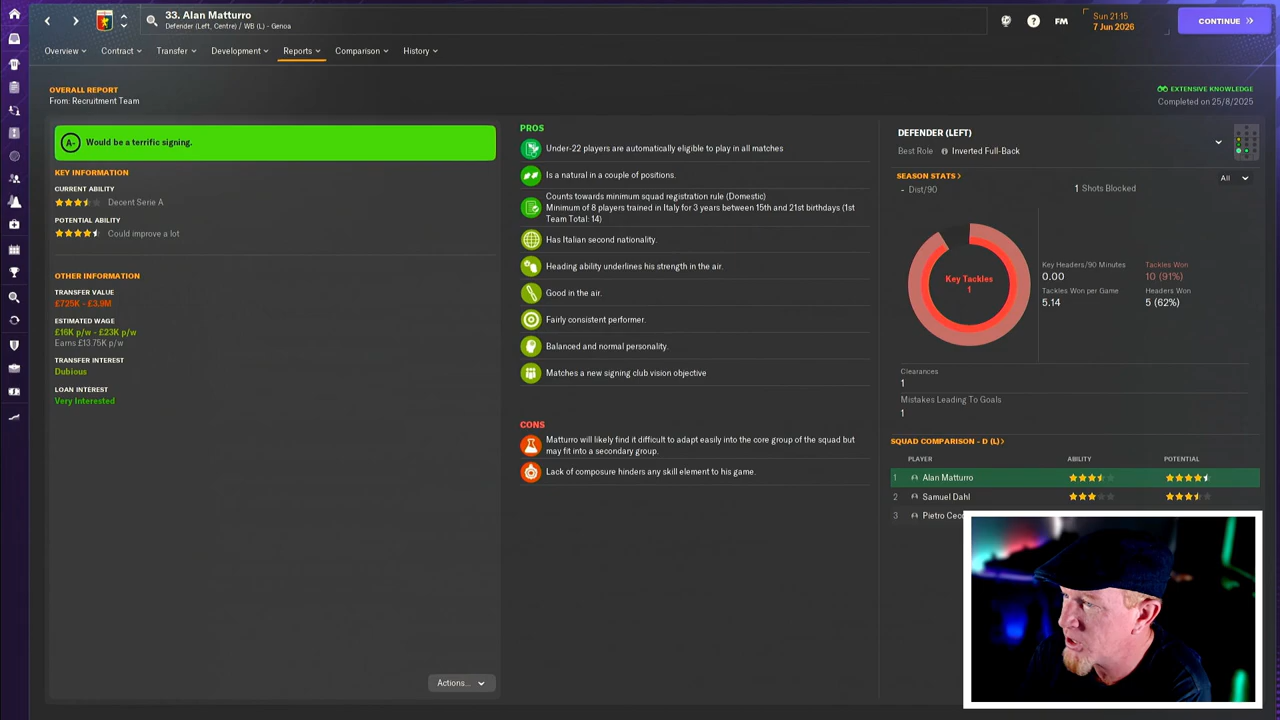 33. Alan Matturro
Defender (Left, Centre) / WB (L) - Genoa
FM
Sun 21:15
7 Jun 2026
CONTINUE
Overview
Contract
Transfer
Development
Reports
Comparison
History
OVERALL REPORT
From: Recruitment Team
EXTENSIVE KNOWLEDGE
Completed on 25/8/2025
A-
Would be a terrific signing.
KEY INFORMATION
CURRENT ABILITY
Decent Serie A
POTENTIAL ABILITY
Could improve a lot
OTHER INFORMATION
TRANSFER VALUE
£725K - £3.9M
ESTIMATED WAGE
£16K p/w - £23K p/w
Earns £13.75K p/w
TRANSFER INTEREST
Dubious
LOAN INTEREST
Very Interested
Actions...
PROS
Under-22 players are automatically eligible to play in all matches
Is a natural in a couple of positions.
Counts towards minimum squad registration rule (Domestic)
Minimum of 8 players trained in Italy for 3 years between 15th and 21st birthdays (1st
Team Total: 14)
Has Italian second nationality.
Heading ability underlines his strength in the air.
Good in the air.
Fairly consistent performer.
Balanced and normal personality.
Matches a new signing club vision objective
CONS
Matturro will likely find it difficult to adapt easily into the core group of the squad but
may fit into a secondary group.
Lack of composure hinders any skill element to his game.
DEFENDER (LEFT)
Best Role Inverted Full-Back
SEASON STATS >
All
- Dist/90
1 Shots Blocked
Key Tackles
1
Key Headers/90 Minutes
0.00
Tackles Won
10 (91%)
Tackles Won per Game
5.14
Headers Won
5 (62%)
Clearances
1
Mistakes Leading To Goals
1
SQUAD COMPARISON - D (L) >
PLAYER ABILITY POTENTIAL
1 Alan Matturro
2 Samuel Dahl
3 Pietro